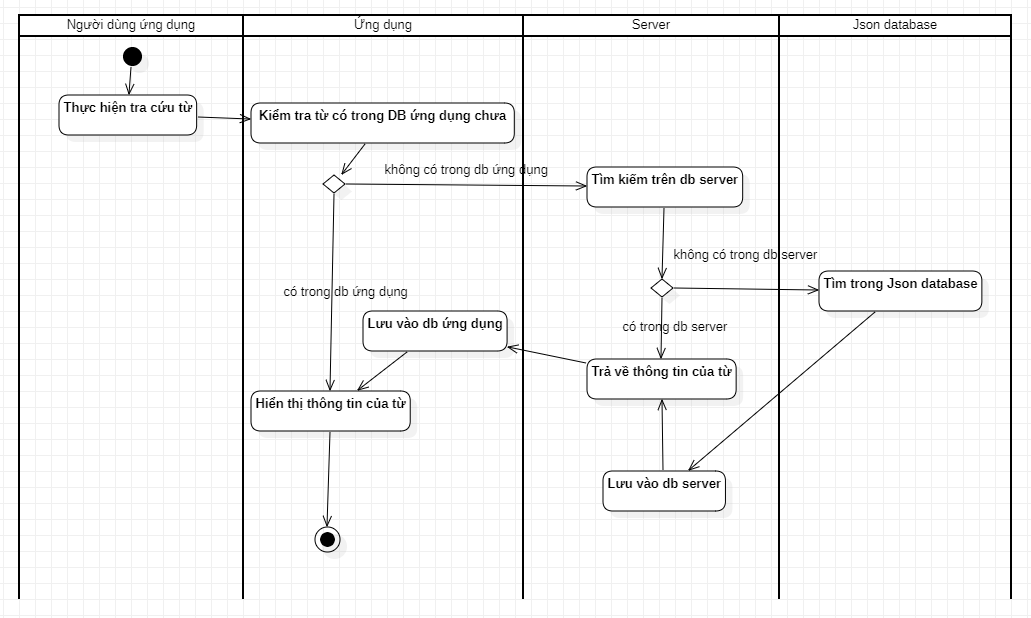 Người dùng ứng dụng
Ứng dụng
Server
Json database
Thực hiện tra cứu từ
Kiểm tra từ có trong DB ứng dụng chưa
không có trong db ứng dụng
Tìm kiếm trên db server
không có trong db server
Tìm trong Json database
có trong db ứng dụng
Lưu vào db ứng dụng
có trong db server
Trả về thông tin của từ
Hiển thị thông tin của từ
Lưu vào db server